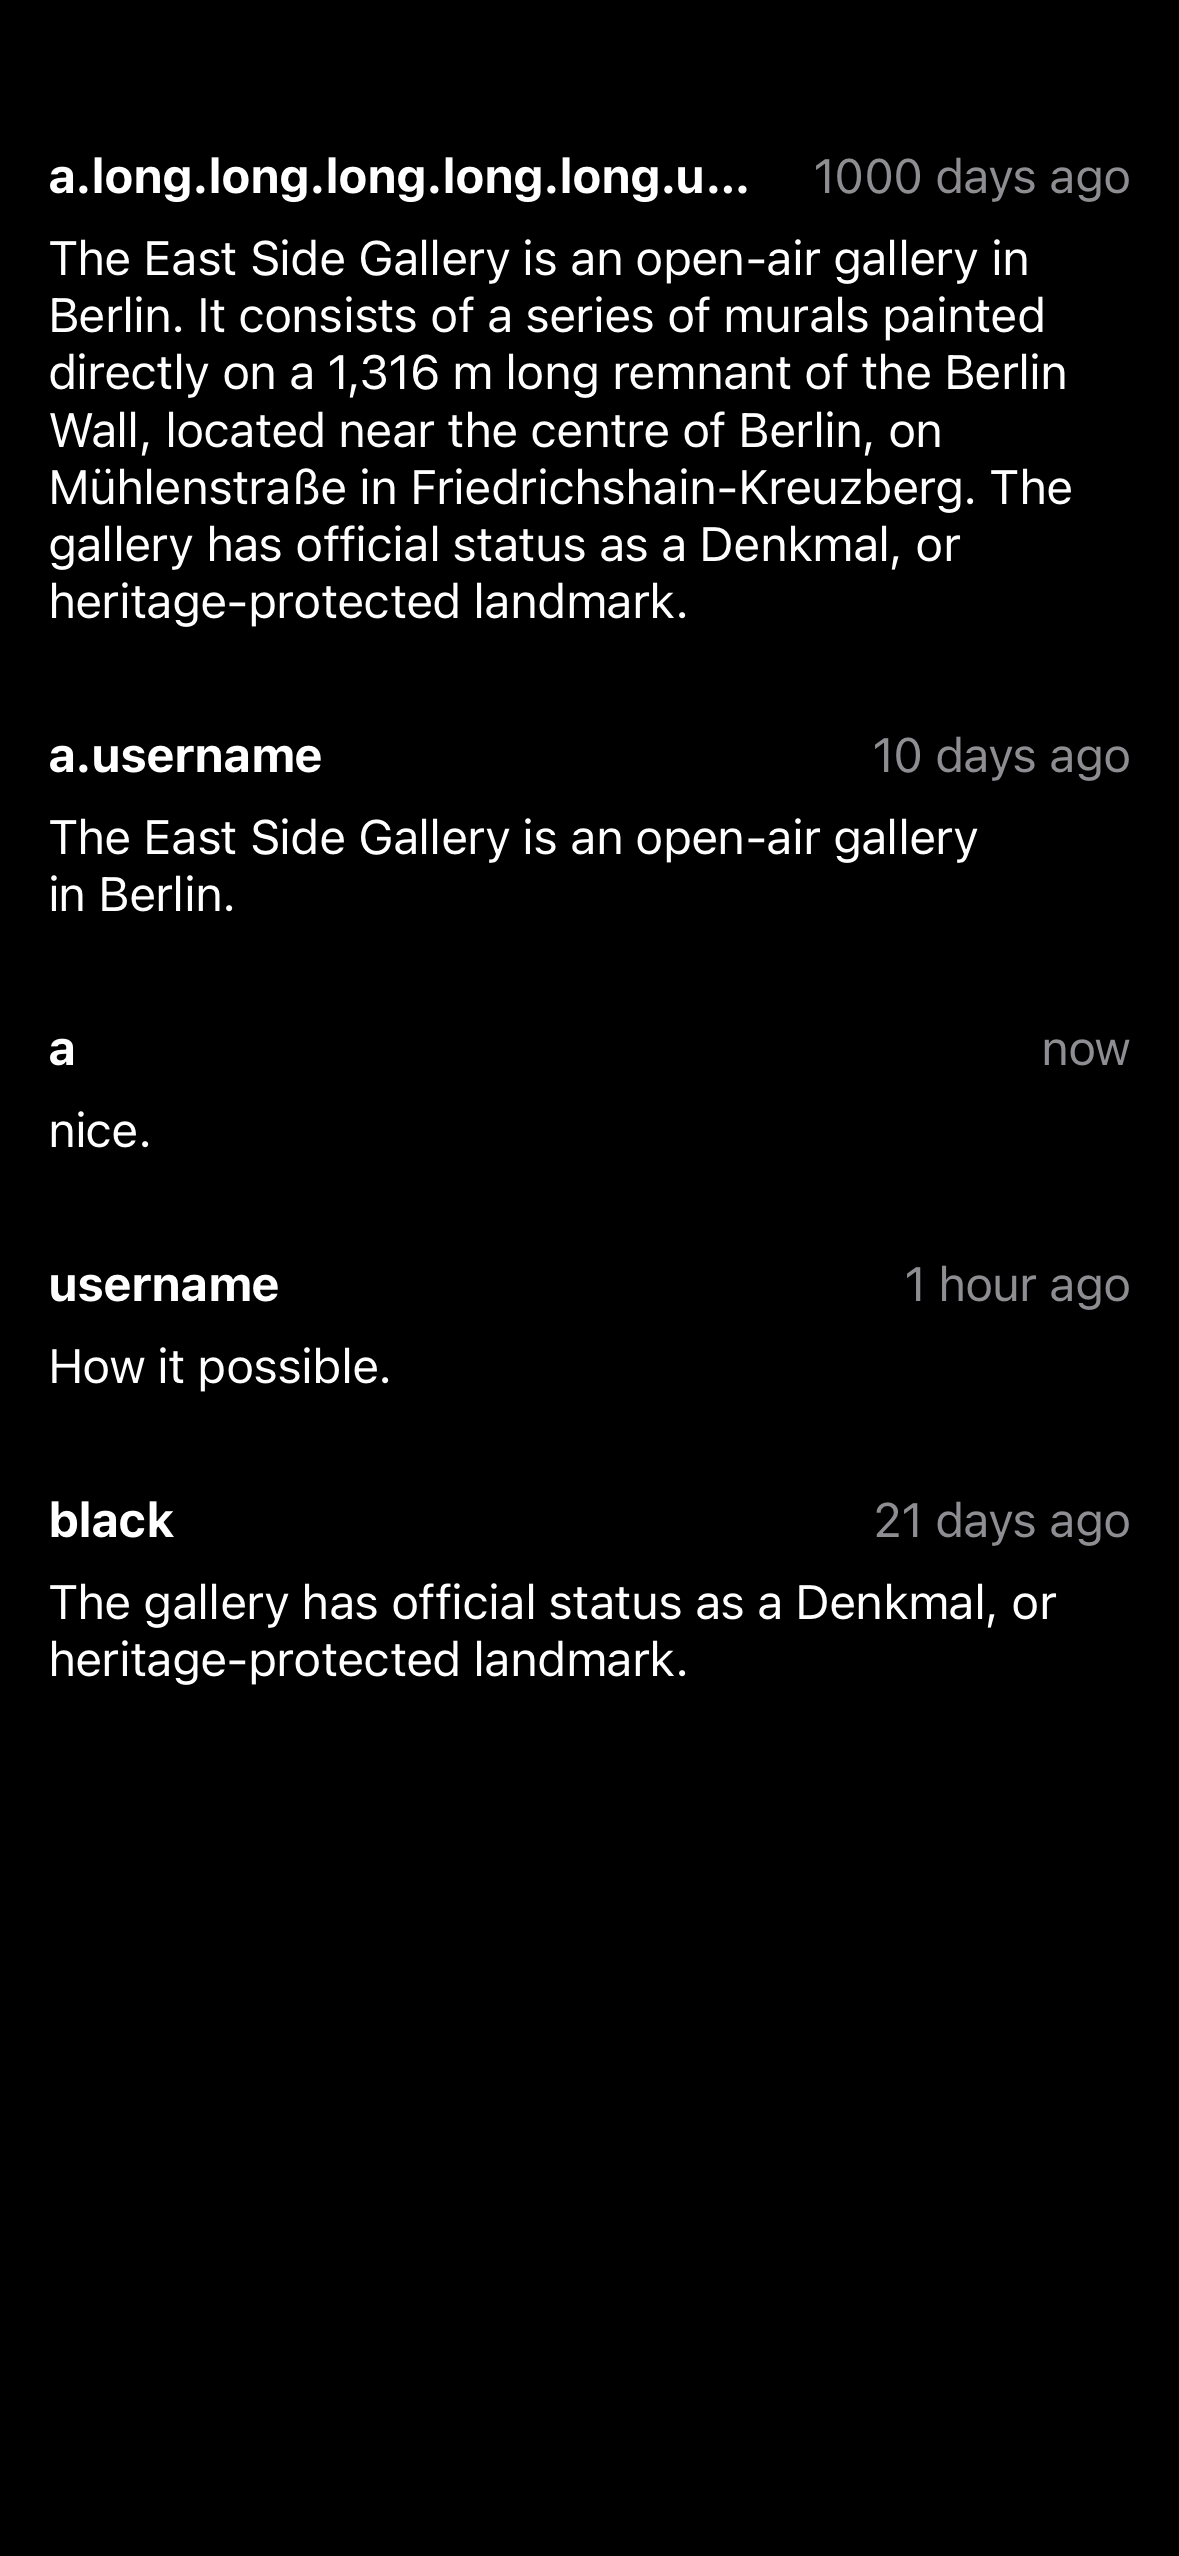 a.long.long.long.long.long.u... 1000 days ago
The East Side Gallery is an open-air gallery in
Berlin. It consists of a series of murals painted
directly on a 1,316 m long remnant of the Berlin
Wall, located near the centre of Berlin, on
Mühlenstraße in Friedrichshain-Kreuzberg. The
gallery has official status as a Denkmal, or
heritage-protected landmark.
a.username 10 days ago
The East Side Gallery is an open-air gallery
in Berlin.
a now
nice.
username 1 hour ago
How it possible.
black 21 days ago
The gallery has official status as a Denkmal, or
heritage-protected landmark.